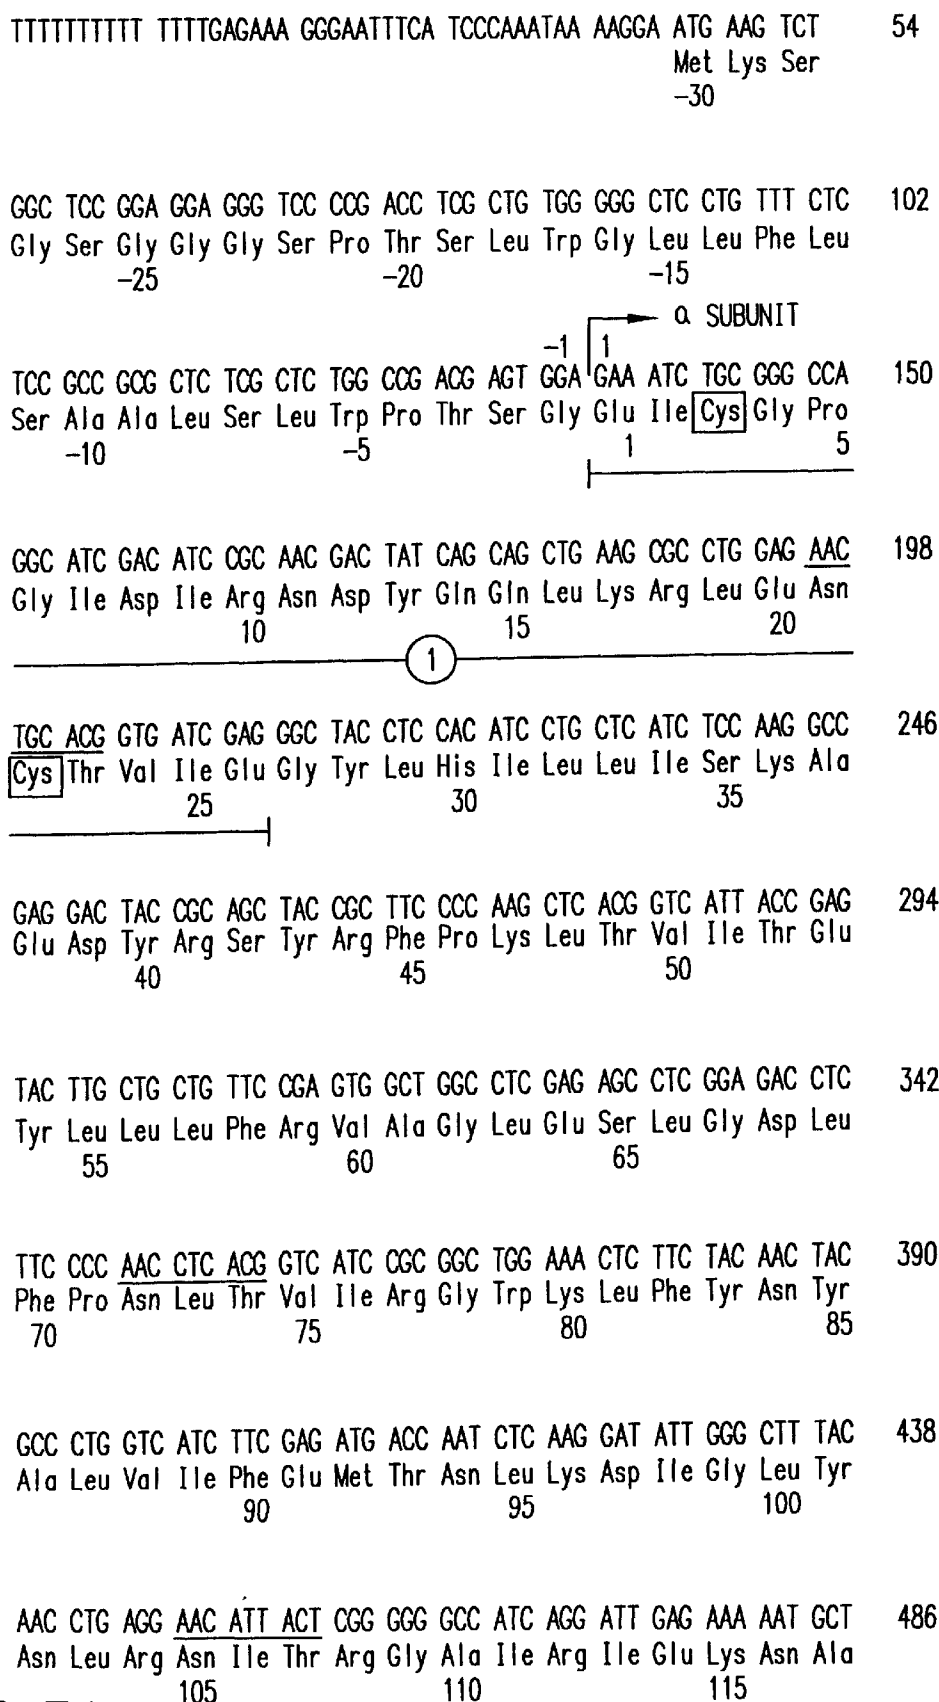 TTTTTTTTTT TTTTGAGAAA GGGAATTTCA TCCCAAATAA AAGGA ATG AAG TCT 54
Met Lys Ser
-30
GGC TCC GGA GGA GGG TCC CCG ACC TCG CTG TGG GGG CTC CTG TTT CTC 102
Gly Ser Gly Gly Gly Ser Pro Thr Ser Leu Trp Gly Leu Leu Phe Leu
-25 -20 -15
α SUBUNIT
-1 1
TCC GCC GCG CTC TCG CTC TGG CCG ACG AGT GGA GAA ATC TGC GGG CCA 150
Ser Ala Ala Leu Ser Leu Trp Pro Thr Ser Gly Glu Ile Cys Gly Pro
-10 -5 1 5
GGC ATC GAC ATC CGC AAC GAC TAT CAG CAG CTG AAG CGC CTG GAG AAC 198
Gly Ile Asp Ile Arg Asn Asp Tyr Gln Gln Leu Lys Arg Leu Glu Asn
10 15 20
1
TGC ACG GTG ATC GAG GGC TAC CTC CAC ATC CTG CTC ATC TCC AAG GCC 246
Cys Thr Val Ile Glu Gly Tyr Leu His Ile Leu Leu Ile Ser Lys Ala
25 30 35
GAG GAC TAC CGC AGC TAC CGC TTC CCC AAG CTC ACG GTC ATT ACC GAG 294
Glu Asp Tyr Arg Ser Tyr Arg Phe Pro Lys Leu Thr Val Ile Thr Glu
40 45 50
TAC TTG CTG CTG TTC CGA GTG GCT GGC CTC GAG AGC CTC GGA GAC CTC 342
Tyr Leu Leu Leu Phe Arg Val Ala Gly Leu Glu Ser Leu Gly Asp Leu
55 60 65
TTC CCC AAC CTC ACG GTC ATC CGC GGC TGG AAA CTC TTC TAC AAC TAC 390
Phe Pro Asn Leu Thr Val Ile Arg Gly Trp Lys Leu Phe Tyr Asn Tyr
70 75 80 85
GCC CTG GTC ATC TTC GAG ATG ACC AAT CTC AAG GAT ATT GGG CTT TAC 438
Ala Leu Val Ile Phe Glu Met Thr Asn Leu Lys Asp Ile Gly Leu Tyr
90 95 100
AAC CTG AGG AAC ATT ACT CGG GGG GCC ATC AGG ATT GAG AAA AAT GCT 486
Asn Leu Arg Asn Ile Thr Arg Gly Ala Ile Arg Ile Glu Lys Asn Ala
105 110 115